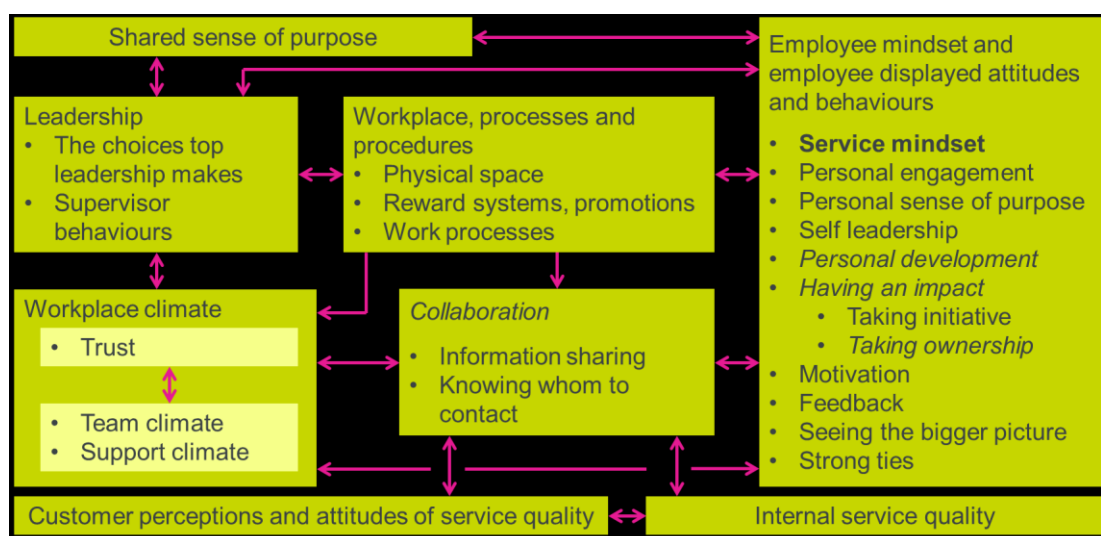 Shared sense of purpose
Leadership
• The choices top
leadership makes
• Supervisor
behaviours
Workplace, processes and
procedures
• Physical space
• Reward systems, promotions
• Work processes
Employee mindset and
employee displayed attitudes
and behaviours
• Service mindset
• Personal engagement
• Personal sense of purpose
• Self leadership
• Personal development
• Having an impact
• Taking initiative
• Taking ownership
• Motivation
• Feedback
• Seeing the bigger picture
• Strong ties
Workplace climate
• Trust
• Team climate
• Support climate
Collaboration
• Information sharing
• Knowing whom to
contact
Customer perceptions and attitudes of service quality
Internal service quality